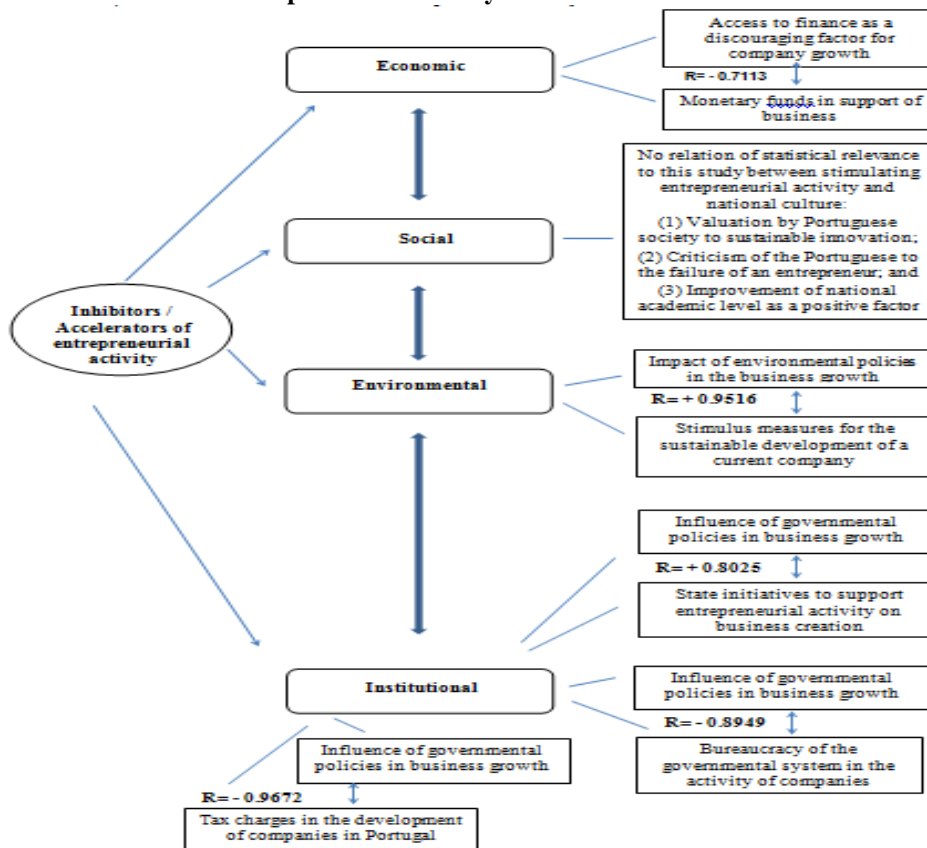 Economic
Access to finance as a
discouraging factor for
company growth
R= - 0.7113
Monetary funds in support of
business
Social
No relation of statistical relevance
to this study between stimulating
entrepreneurial activity and
national culture:
(1) Valuation by Portuguese
society to sustainable innovation;
(2) Criticism of the Portuguese to
the failure of an entrepreneur; and
(3) Improvement of national
academic level as a positive factor
Inhibitors /
Accelerators of
entrepreneurial
activity
Environmental
Impact of environmental policies
in the business growth
R= + 0.9516
Stimulus measures for the
sustainable development of a
current company
Influence of governmental
policies in business growth
R= + 0.8025
State initiatives to support
entrepreneurial activity on
business creation
Institutional
Influence of governmental
policies in business growth
R= - 0.8949
Bureaucracy of the
governmental system in the
activity of companies
Influence of governmental
policies in business growth
R= - 0.9672
Tax charges in the development
of companies in Portugal